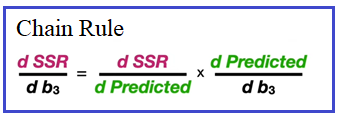 Chain Rule
d SSR / d b₃ = d SSR / d Predicted x d Predicted / d b₃